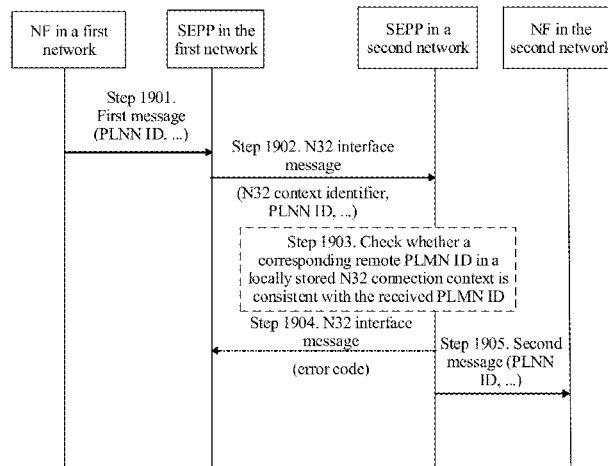 NF in a first
network
SEPP in the
first network
SEPP in a
second network
NF in the
second network
Step 1901.
First message
(PLNN ID, ...)
Step 1902. N32 interface
message
(N32 context identifier,
PLNN ID, ...)
Step 1903. Check whether a
corresponding remote PLMN ID in a
locally stored N32 connection context is
consistent with the received PLMN ID
Step 1904. N32 interface
message
(error code)
Step 1905. Second
message (PLNN
ID, ...)